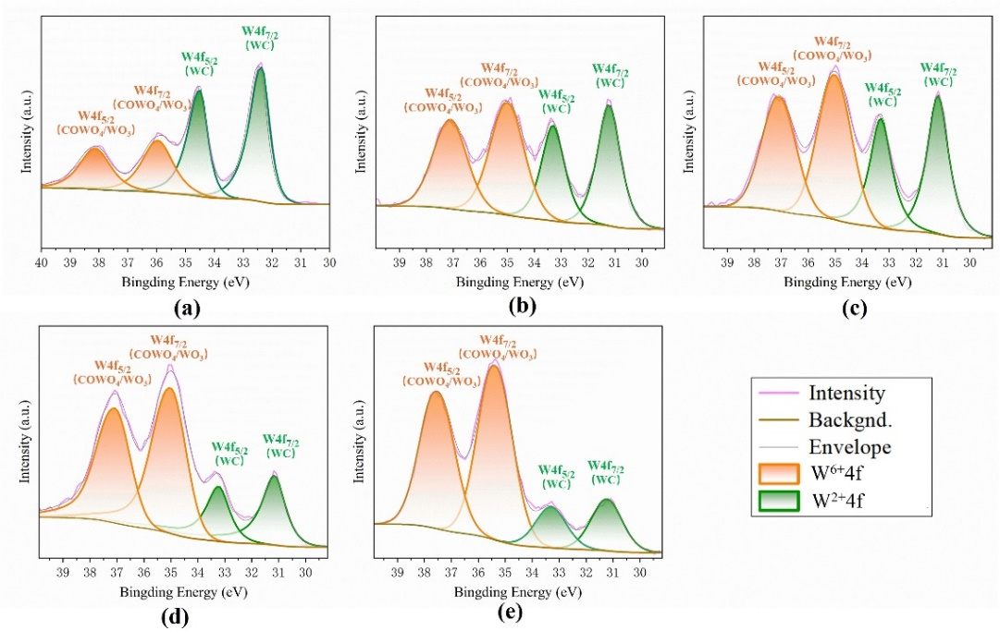 W4f7/2
(WC)
W4f5/2
(WC)
W4f7/2
(COWO4/WO3)
W4f5/2
(COWO4/WO3)
Intensity (a.u.)
40 39 38 37 36 35 34 33 32 31 30
Bingding Energy (eV)
(a)
W4f7/2
(COWO4/WO3)
W4f7/2
(WC)
W4f5/2
(COWO4/WO3)
W4f5/2
(WC)
Intensity (a.u.)
39 38 37 36 35 34 33 32 31 30
Bingding Energy (eV)
(b)
W4f7/2
(COWO4/WO3)
W4f5/2
(COWO4/WO3)
W4f7/2
(WC)
W4f5/2
(WC)
Intensity (a.u.)
39 38 37 36 35 34 33 32 31 30
Bingding Energy (eV)
(c)
W4f7/2
(COWO4/WO3)
W4f5/2
(COWO4/WO3)
W4f7/2
(WC)
W4f5/2
(WC)
Intensity (a.u.)
39 38 37 36 35 34 33 32 31 30
Bingding Energy (eV)
(d)
W4f7/2
(COWO4/WO3)
W4f5/2
(COWO4/WO3)
W4f7/2
(WC)
W4f5/2
(WC)
Intensity (a.u.)
39 38 37 36 35 34 33 32 31 30
Bingding Energy (eV)
(e)
Intensity
Backgnd.
Envelope
W6+4f
W2+4f